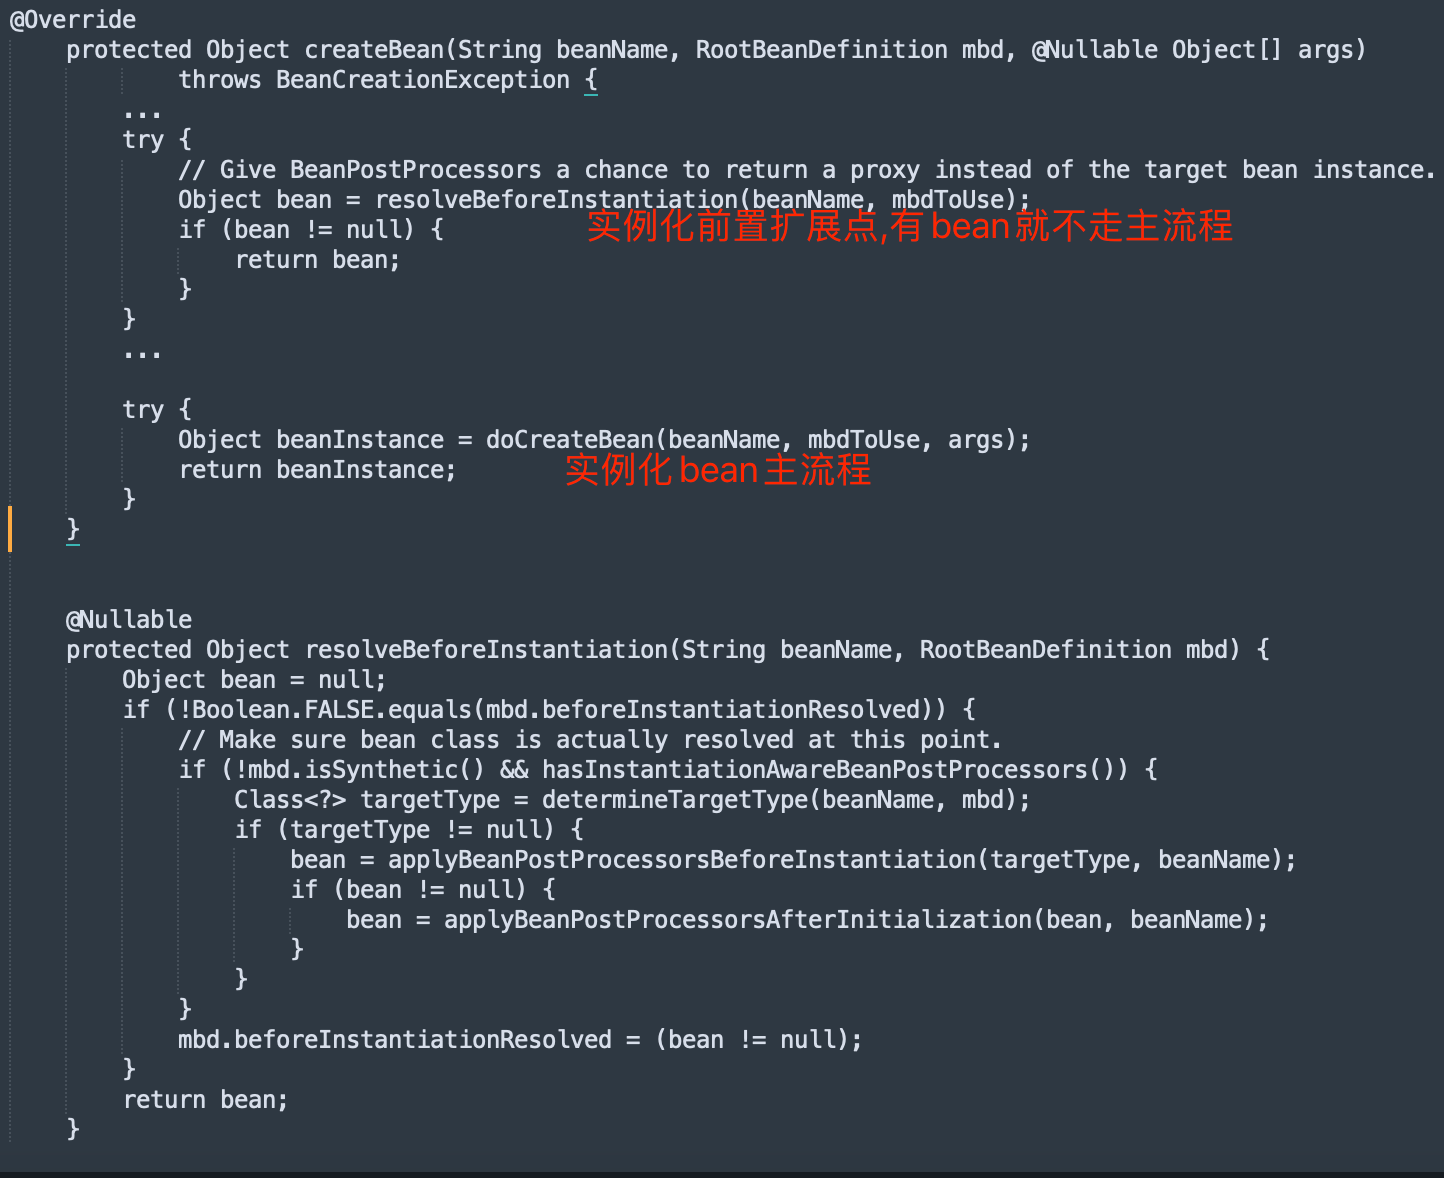 @Override
protected Object createBean(String beanName, RootBeanDefinition mbd, @Nullable Object[] args)
throws BeanCreationException {
...
try {
// Give BeanPostProcessors a chance to return a proxy instead of the target bean instance.
Object bean = resolveBeforeInstantiation(beanName, mbdToUse);
if (bean != null) { 实例化前置扩展点,有bean就不走主流程
return bean;
}
}
...
try {
Object beanInstance = doCreateBean(beanName, mbdToUse, args);
return beanInstance; 实例化bean主流程
}
}
@Nullable
protected Object resolveBeforeInstantiation(String beanName, RootBeanDefinition mbd) {
Object bean = null;
if (!Boolean.FALSE.equals(mbd.beforeInstantiationResolved)) {
// Make sure bean class is actually resolved at this point.
if (!mbd.isSynthetic() && hasInstantiationAwareBeanPostProcessors()) {
Class<?> targetType = determineTargetType(beanName, mbd);
if (targetType != null) {
bean = applyBeanPostProcessorsBeforeInstantiation(targetType, beanName);
if (bean != null) {
bean = applyBeanPostProcessorsAfterInitialization(bean, beanName);
}
}
}
mbd.beforeInstantiationResolved = (bean != null);
}
return bean;
}